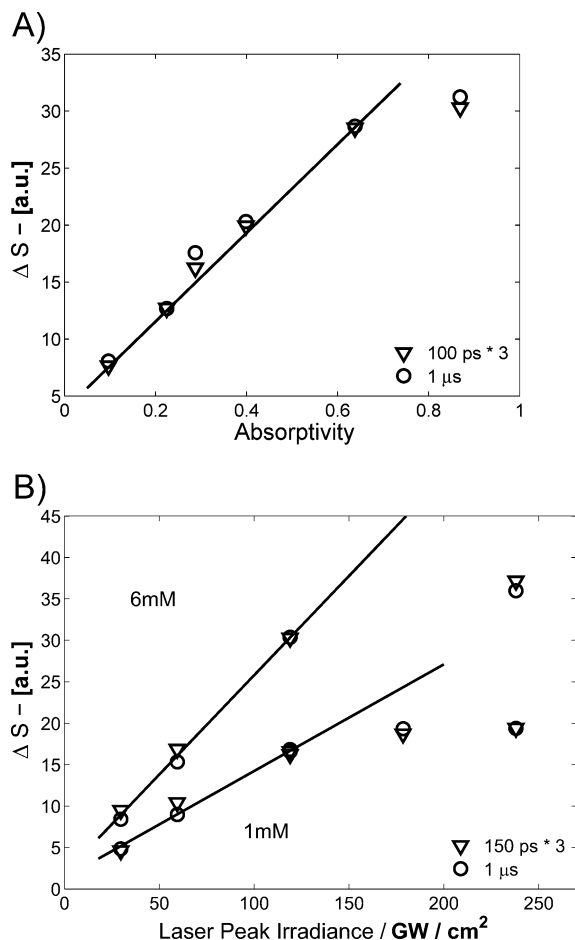 A)
35
30
25
20
15
10
5
Δ S − [a.u.]
100 ps * 3
1 μs
0 0.2 0.4 0.6 0.8 1
Absorptivity
B)
45
40
35
30
25
20
15
10
5
0
Δ S − [a.u.]
6mM
1mM
150 ps * 3
1 μs
0 50 100 150 200 250
Laser Peak Irradiance / GW / cm²